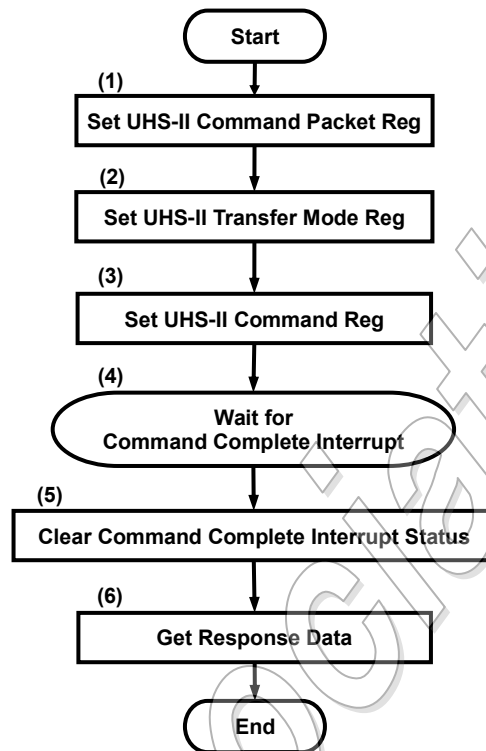 Start
(1)
Set UHS-II Command Packet Reg
(2)
Set UHS-II Transfer Mode Reg
(3)
Set UHS-II Command Reg
(4)
Wait for
Command Complete Interrupt
(5)
Clear Command Complete Interrupt Status
(6)
Get Response Data
End
ociati